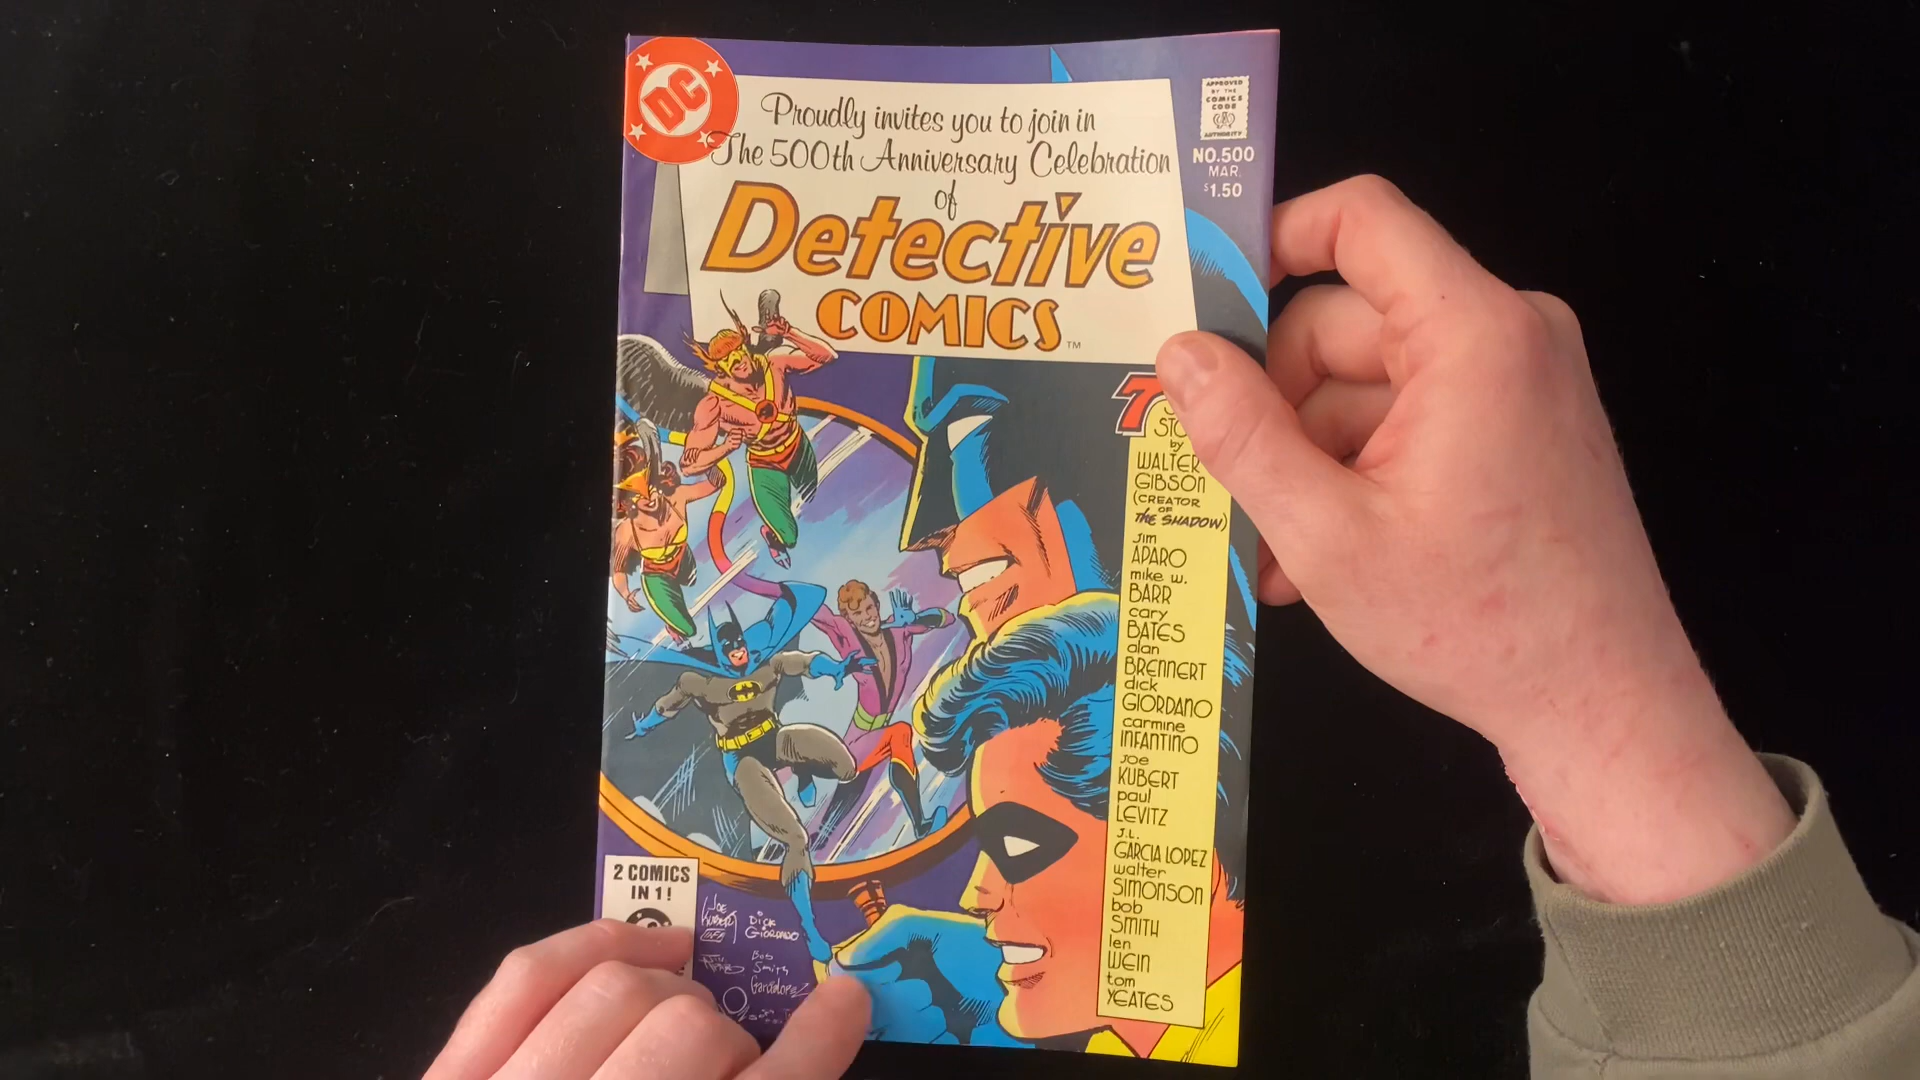 DC
Proudly invites you to join in
The 500th Anniversary Celebration
of
Detective
COMICS™
APPROVED
BY THE
COMICS
CODE
AUTHORITY
NO.500
MAR.
$1.50
7
by
WALTER
GIBSON
(CREATOR
OF
THE SHADOW)
Jim
APARO
mike w.
BARR
cary
BATES
alan
BRENNERT
dick
GIORDANO
carmine
INFANTINO
Joe
KUBERT
paul
LEVITZ
J.L.
GARCIA LOPEZ
walter
SIMONSON
bob
SMITH
len
WEIN
tom
YEATES
2 COMICS
IN 1!
JOE
KUBERT
DICK
GIORDANO
BOB
Smith